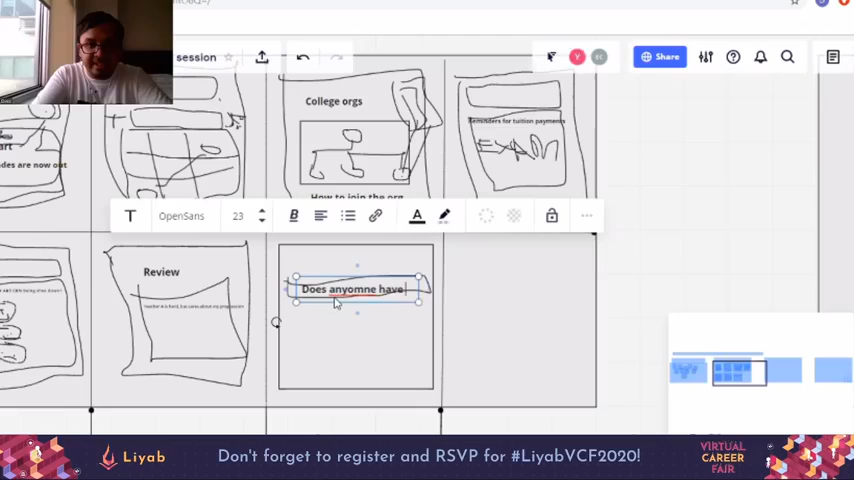 session
Share
College orgs
Reminders for tuition payments
EXAM
art
ades are now out
How to join the org
T OpenSans 23 B A
Review
Does anyomne have
Liyab
Don't forget to register and RSVP for #LiyabVCF2020!
VIRTUAL
CAREER
FAIR